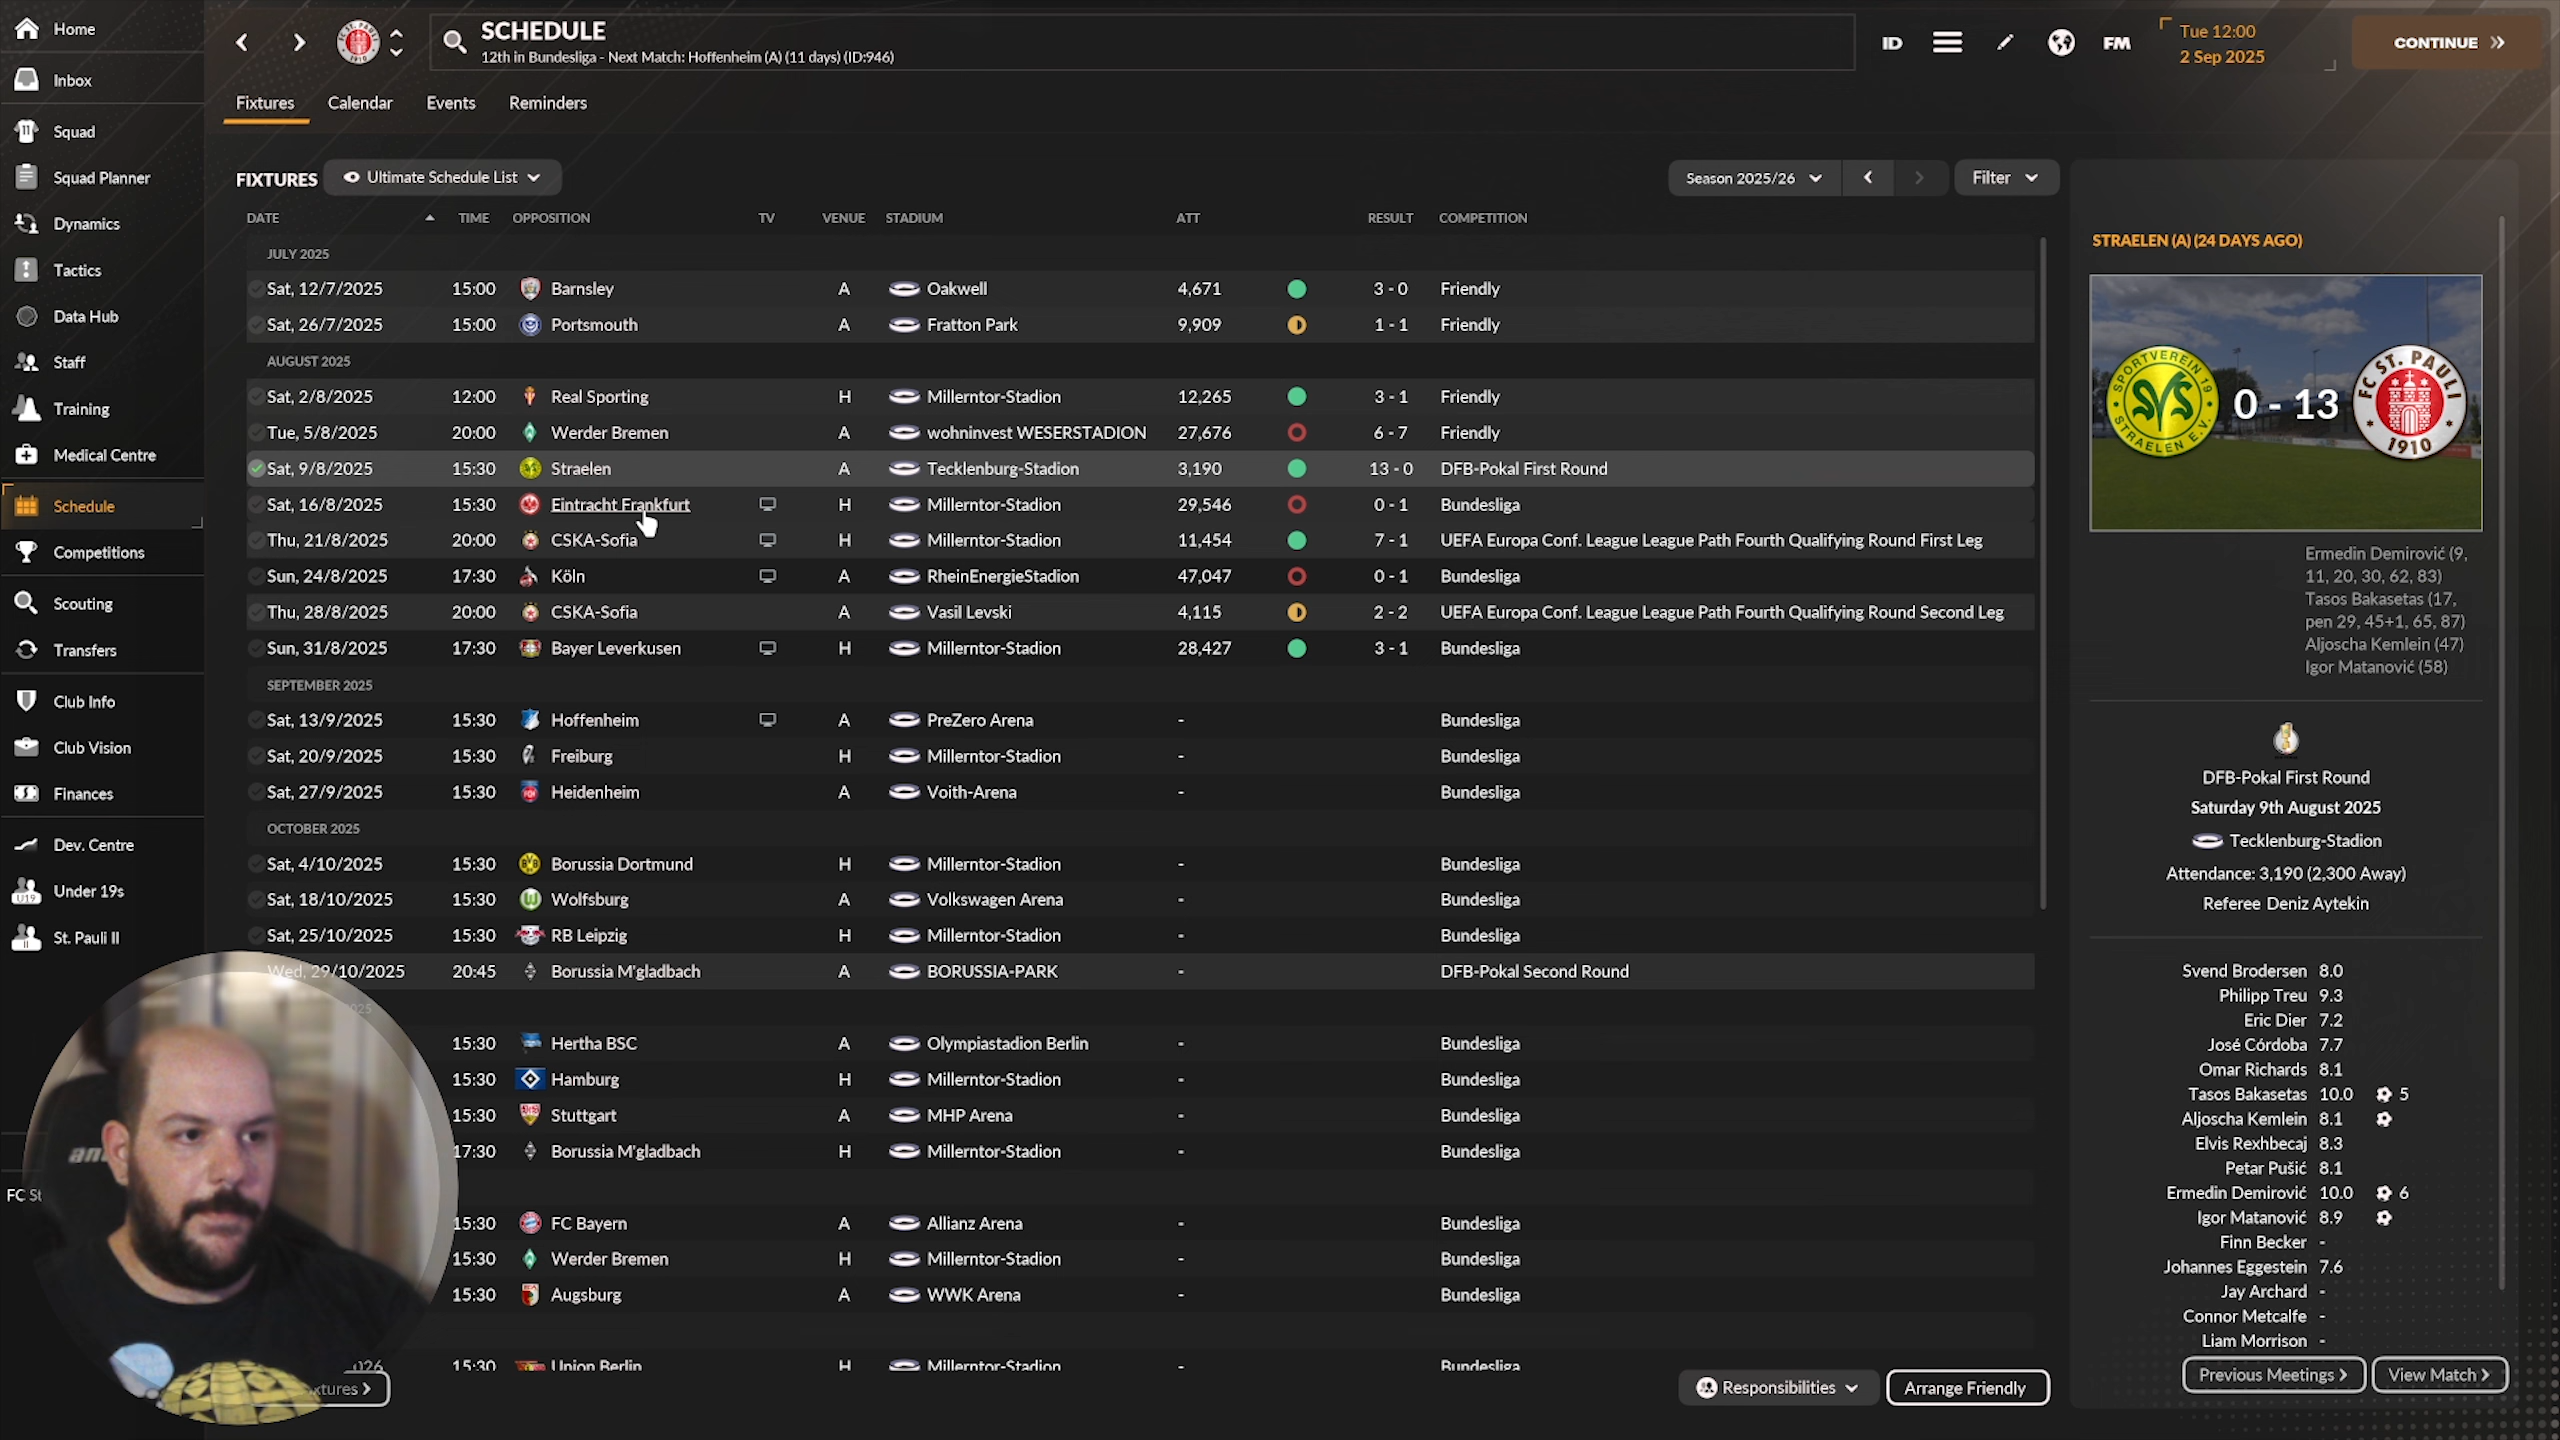 Home
Inbox
Squad
Squad Planner
Dynamics
Tactics
Data Hub
Staff
Training
Medical Centre
Schedule
Competitions
Scouting
Transfers
Club Info
Club Vision
Finances
Dev. Centre
Under 19s
St. Pauli II
FC St
SCHEDULE
12th in Bundesliga - Next Match: Hoffenheim (A) (11 days) (ID:946)
ID
FM
Tue 12:00
2 Sep 2025
CONTINUE
Fixtures Calendar Events Reminders
FIXTURES Ultimate Schedule List Season 2025/26 Filter
DATE TIME OPPOSITION TV VENUE STADIUM ATT RESULT COMPETITION
JULY 2025
Sat, 12/7/2025 15:00 Barnsley A Oakwell 4,671 3 - 0 Friendly
Sat, 26/7/2025 15:00 Portsmouth A Fratton Park 9,909 1 - 1 Friendly
AUGUST 2025
Sat, 2/8/2025 12:00 Real Sporting H Millerntor-Stadion 12,265 3 - 1 Friendly
Tue, 5/8/2025 20:00 Werder Bremen A wohninvest WESERSTADION 27,676 6 - 7 Friendly
Sat, 9/8/2025 15:30 Straelen A Tecklenburg-Stadion 3,190 13 - 0 DFB-Pokal First Round
Sat, 16/8/2025 15:30 Eintracht Frankfurt H Millerntor-Stadion 29,546 0 - 1 Bundesliga
Thu, 21/8/2025 20:00 CSKA-Sofia H Millerntor-Stadion 11,454 7 - 1 UEFA Europa Conf. League League Path Fourth Qualifying Round First Leg
Sun, 24/8/2025 17:30 Köln A RheinEnergieStadion 47,047 0 - 1 Bundesliga
Thu, 28/8/2025 20:00 CSKA-Sofia A Vasil Levski 4,115 2 - 2 UEFA Europa Conf. League League Path Fourth Qualifying Round Second Leg
Sun, 31/8/2025 17:30 Bayer Leverkusen H Millerntor-Stadion 28,427 3 - 1 Bundesliga
SEPTEMBER 2025
Sat, 13/9/2025 15:30 Hoffenheim A PreZero Arena - Bundesliga
Sat, 20/9/2025 15:30 Freiburg H Millerntor-Stadion - Bundesliga
Sat, 27/9/2025 15:30 Heidenheim A Voith-Arena - Bundesliga
OCTOBER 2025
Sat, 4/10/2025 15:30 Borussia Dortmund H Millerntor-Stadion - Bundesliga
Sat, 18/10/2025 15:30 Wolfsburg A Volkswagen Arena - Bundesliga
Sat, 25/10/2025 15:30 RB Leipzig H Millerntor-Stadion - Bundesliga
Wed, 29/10/2025 20:45 Borussia M'gladbach A BORUSSIA-PARK - DFB-Pokal Second Round
15:30 Hertha BSC A Olympiastadion Berlin - Bundesliga
15:30 Hamburg H Millerntor-Stadion - Bundesliga
15:30 Stuttgart A MHP Arena - Bundesliga
17:30 Borussia M'gladbach H Millerntor-Stadion - Bundesliga
15:30 FC Bayern A Allianz Arena - Bundesliga
15:30 Werder Bremen H Millerntor-Stadion - Bundesliga
15:30 Augsburg A WWK Arena - Bundesliga
15:30 Union Berlin H Millerntor-Stadion - Bundesliga
Responsibilities Arrange Friendly
STRAELEN (A) (24 DAYS AGO)
SPORTVEREIN 19
SVS
STRAELEN E.V.
0 - 13
FC ST. PAULI
1910
Ermedin Demirović (9,
11, 20, 30, 62, 83)
Tasos Bakasetas (17,
pen 29, 45+1, 65, 87)
Aljoscha Kemlein (47)
Igor Matanović (58)
DFB-Pokal First Round
Saturday 9th August 2025
Tecklenburg-Stadion
Attendance: 3,190 (2,300 Away)
Referee Deniz Aytekin
Svend Brodersen 8.0
Philipp Treu 9.3
Eric Dier 7.2
José Córdoba 7.7
Omar Richards 8.1
Tasos Bakasetas 10.0 5
Aljoscha Kemlein 8.1
Elvis Rexhbecaj 8.3
Petar Pušić 8.1
Ermedin Demirović 10.0 6
Igor Matanović 8.9
Finn Becker -
Johannes Eggestein 7.6
Jay Archard -
Connor Metcalfe -
Liam Morrison -
Previous Meetings View Match